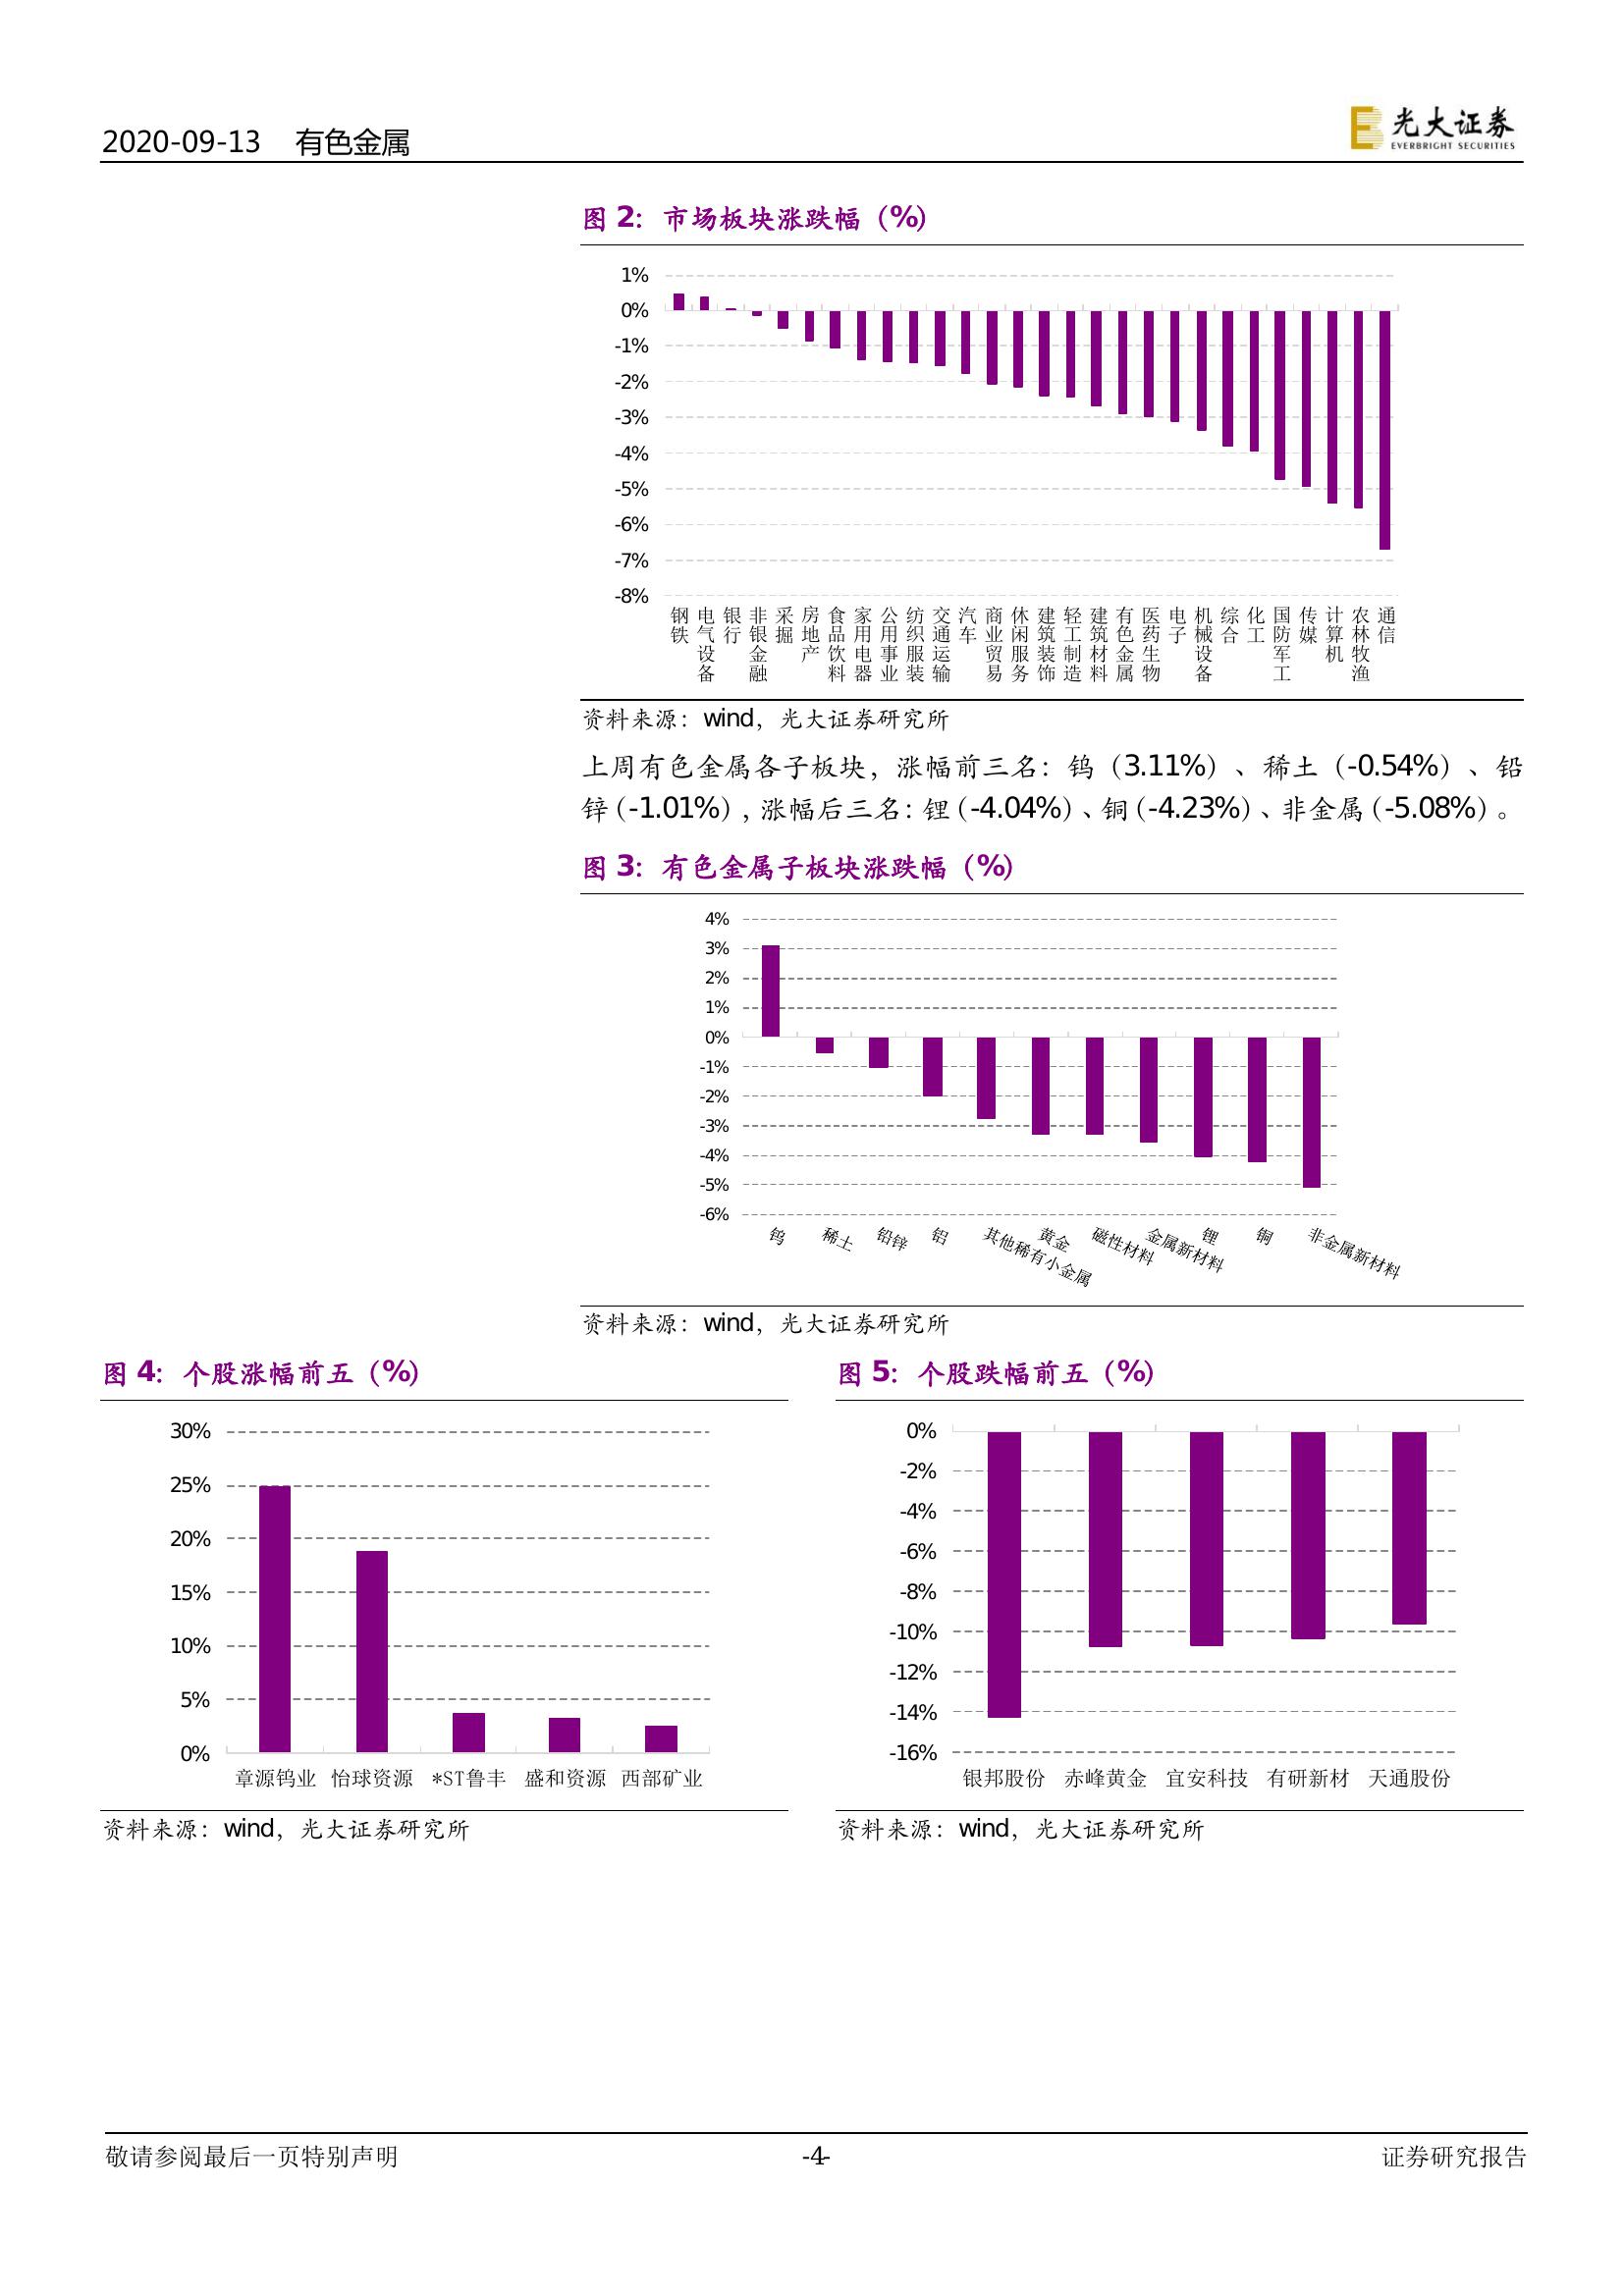 2020-09-13 有色金属
光大证券
EVERBRIGHT SECURITIES
图 2：市场板块涨跌幅（%）
1%
0%
-1%
-2%
-3%
-4%
-5%
-6%
-7%
-8%
钢铁 电气设备 银行 非银金融 采掘 房地产 食品饮料 家用电器 公用事业 纺织服装 交通运输 汽车 商业贸易 休闲服务 建筑装饰 轻工制造 建筑材料 有色金属 医药生物 电子 机械设备 综合 化工 国防军工 传媒 计算机 农林牧渔 通信
资料来源：wind，光大证券研究所
上周有色金属各子板块，涨幅前三名：钨（3.11%）、稀土（-0.54%）、铅
锌（-1.01%）,涨幅后三名：锂（-4.04%）、铜（-4.23%）、非金属（-5.08%）。
图 3：有色金属子板块涨跌幅（%）
4%
3%
2%
1%
0%
-1%
-2%
-3%
-4%
-5%
-6%
钨 稀土 铅锌 铝 其他稀有小金属 黄金 磁性材料 金属新材料 锂 铜 非金属新材料
资料来源：wind，光大证券研究所
图 4：个股涨幅前五（%）
30%
25%
20%
15%
10%
5%
0%
章源钨业 怡球资源 *ST鲁丰 盛和资源 西部矿业
资料来源：wind，光大证券研究所
图 5：个股跌幅前五（%）
0%
-2%
-4%
-6%
-8%
-10%
-12%
-14%
-16%
银邦股份 赤峰黄金 宜安科技 有研新材 天通股份
资料来源：wind，光大证券研究所
敬请参阅最后一页特别声明 -4- 证券研究报告